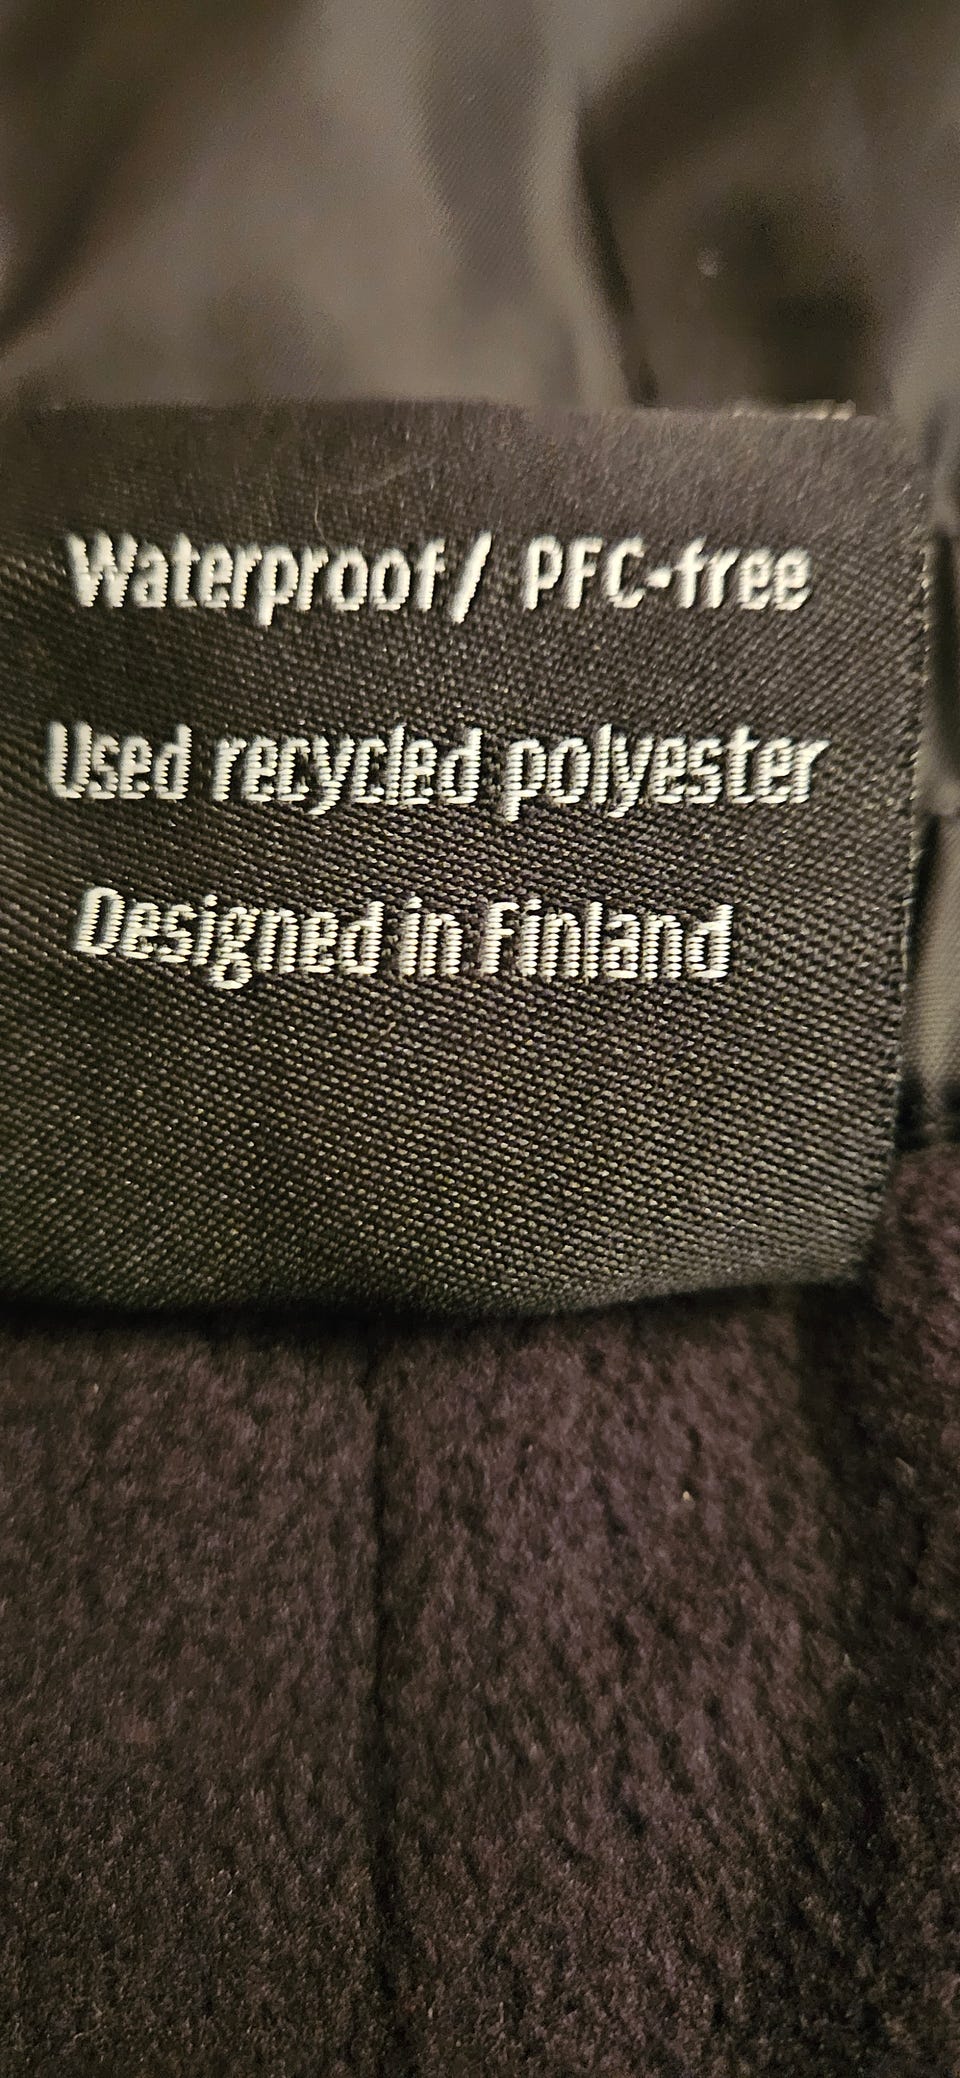 Waterproof/ PFC-free
Used recycled polyester
Designed in Finland